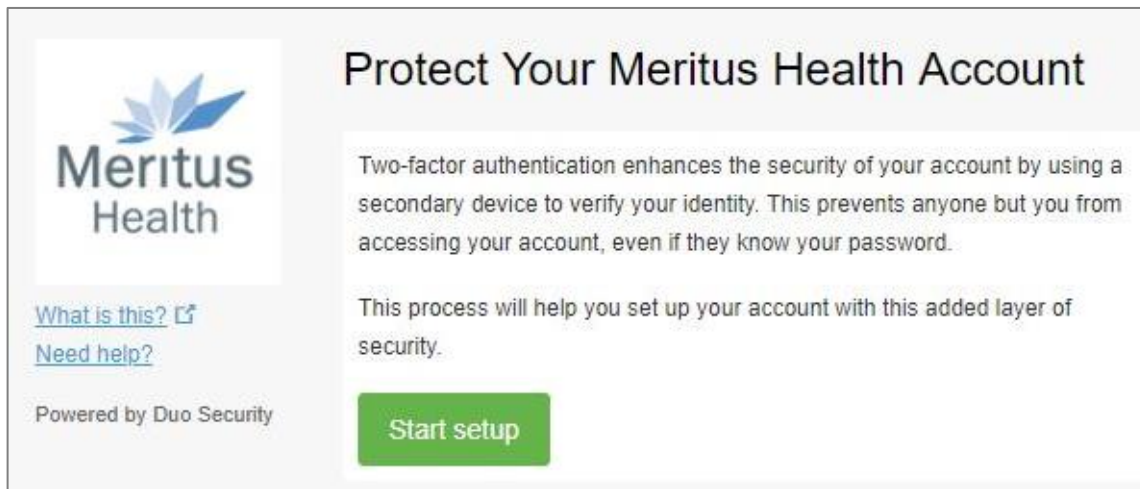 Meritus
Health
What is this?
Need help?
Powered by Duo Security
Protect Your Meritus Health Account
Two-factor authentication enhances the security of your account by using a
secondary device to verify your identity. This prevents anyone but you from
accessing your account, even if they know your password.
This process will help you set up your account with this added layer of
security.
Start setup